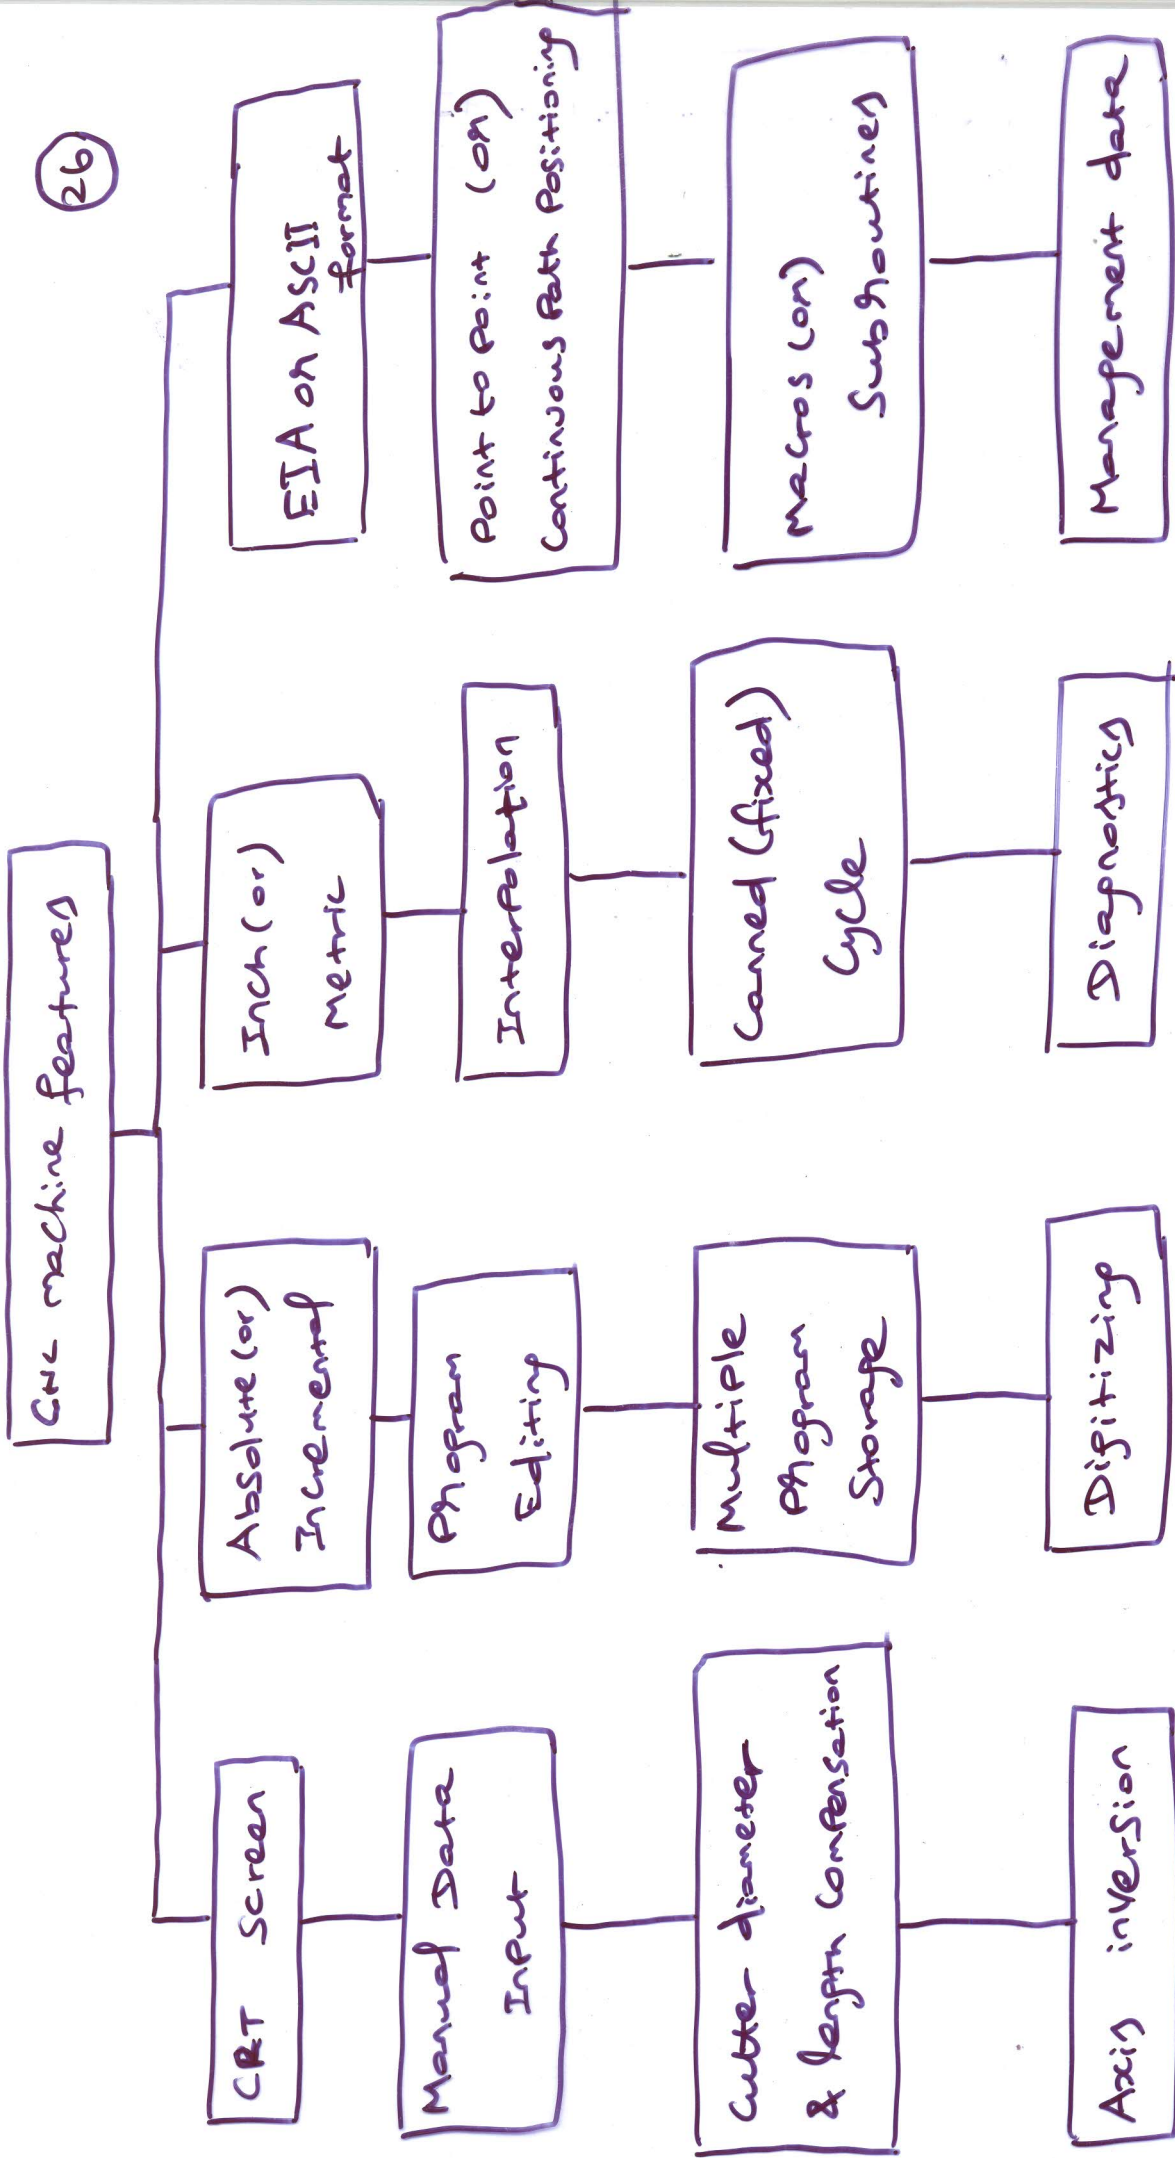 26
CNC machine features
CRT Screen
Absolute (or)
Incremental
Inch (or)
Metric
EIA or ASCII
format
Manual Data
Input
Program
Editing
Interpolation
Point to Point (or)
Continuous Path Positioning
Cutter diameter
& length Compensation
Multiple
Program
Storage
Canned (fixed)
Cycle
Macros (or)
Subroutines
Axis inversion
Digitizing
Diagnostics
Management data